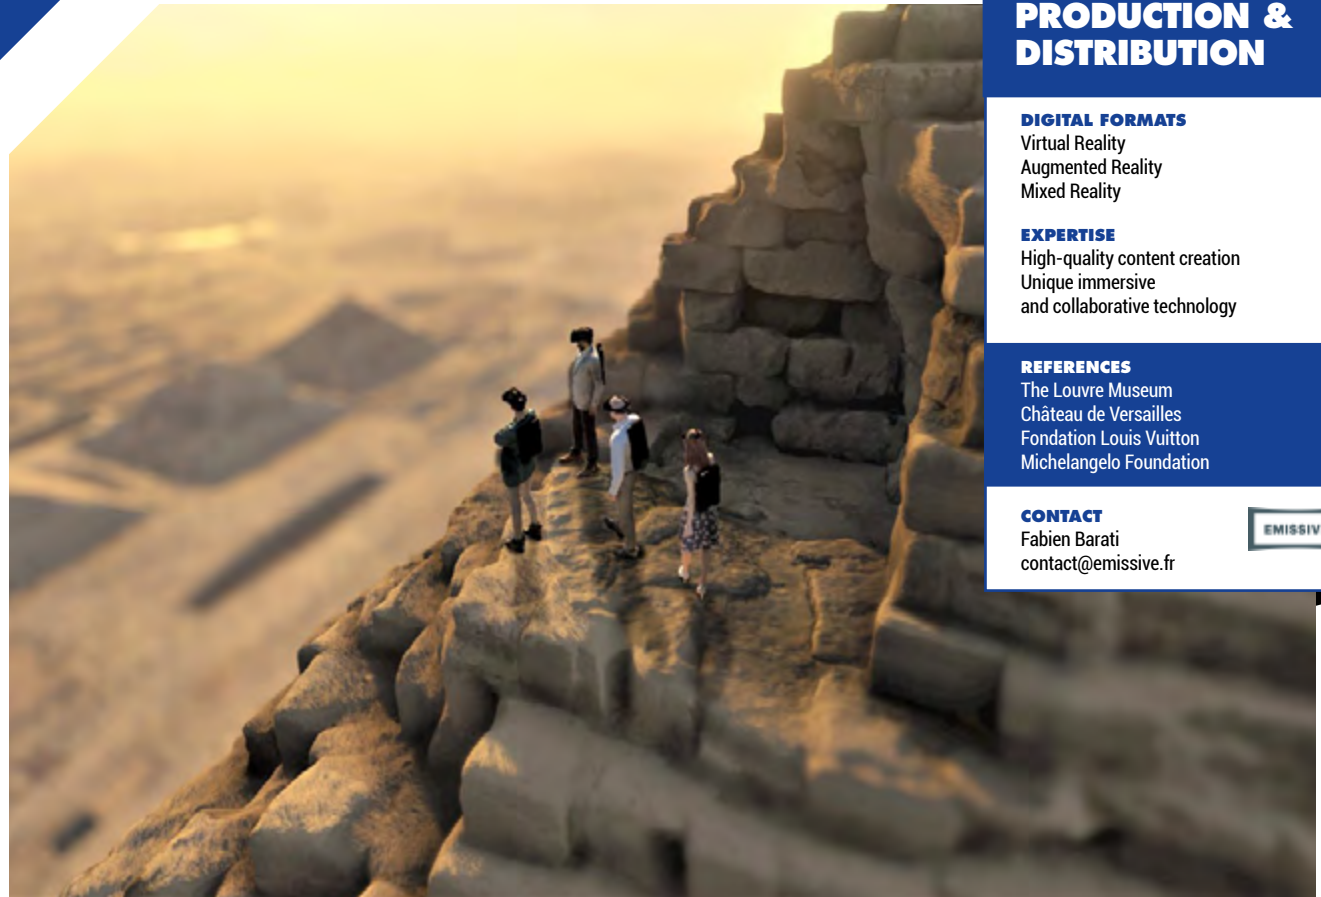 PRODUCTION &
DISTRIBUTION
DIGITAL FORMATS
Virtual Reality
Augmented Reality
Mixed Reality
EXPERTISE
High-quality content creation
Unique immersive
and collaborative technology
REFERENCES
The Louvre Museum
Château de Versailles
Fondation Louis Vuitton
Michelangelo Foundation
CONTACT
Fabien Barati
contact@emissive.fr
EMISSIV